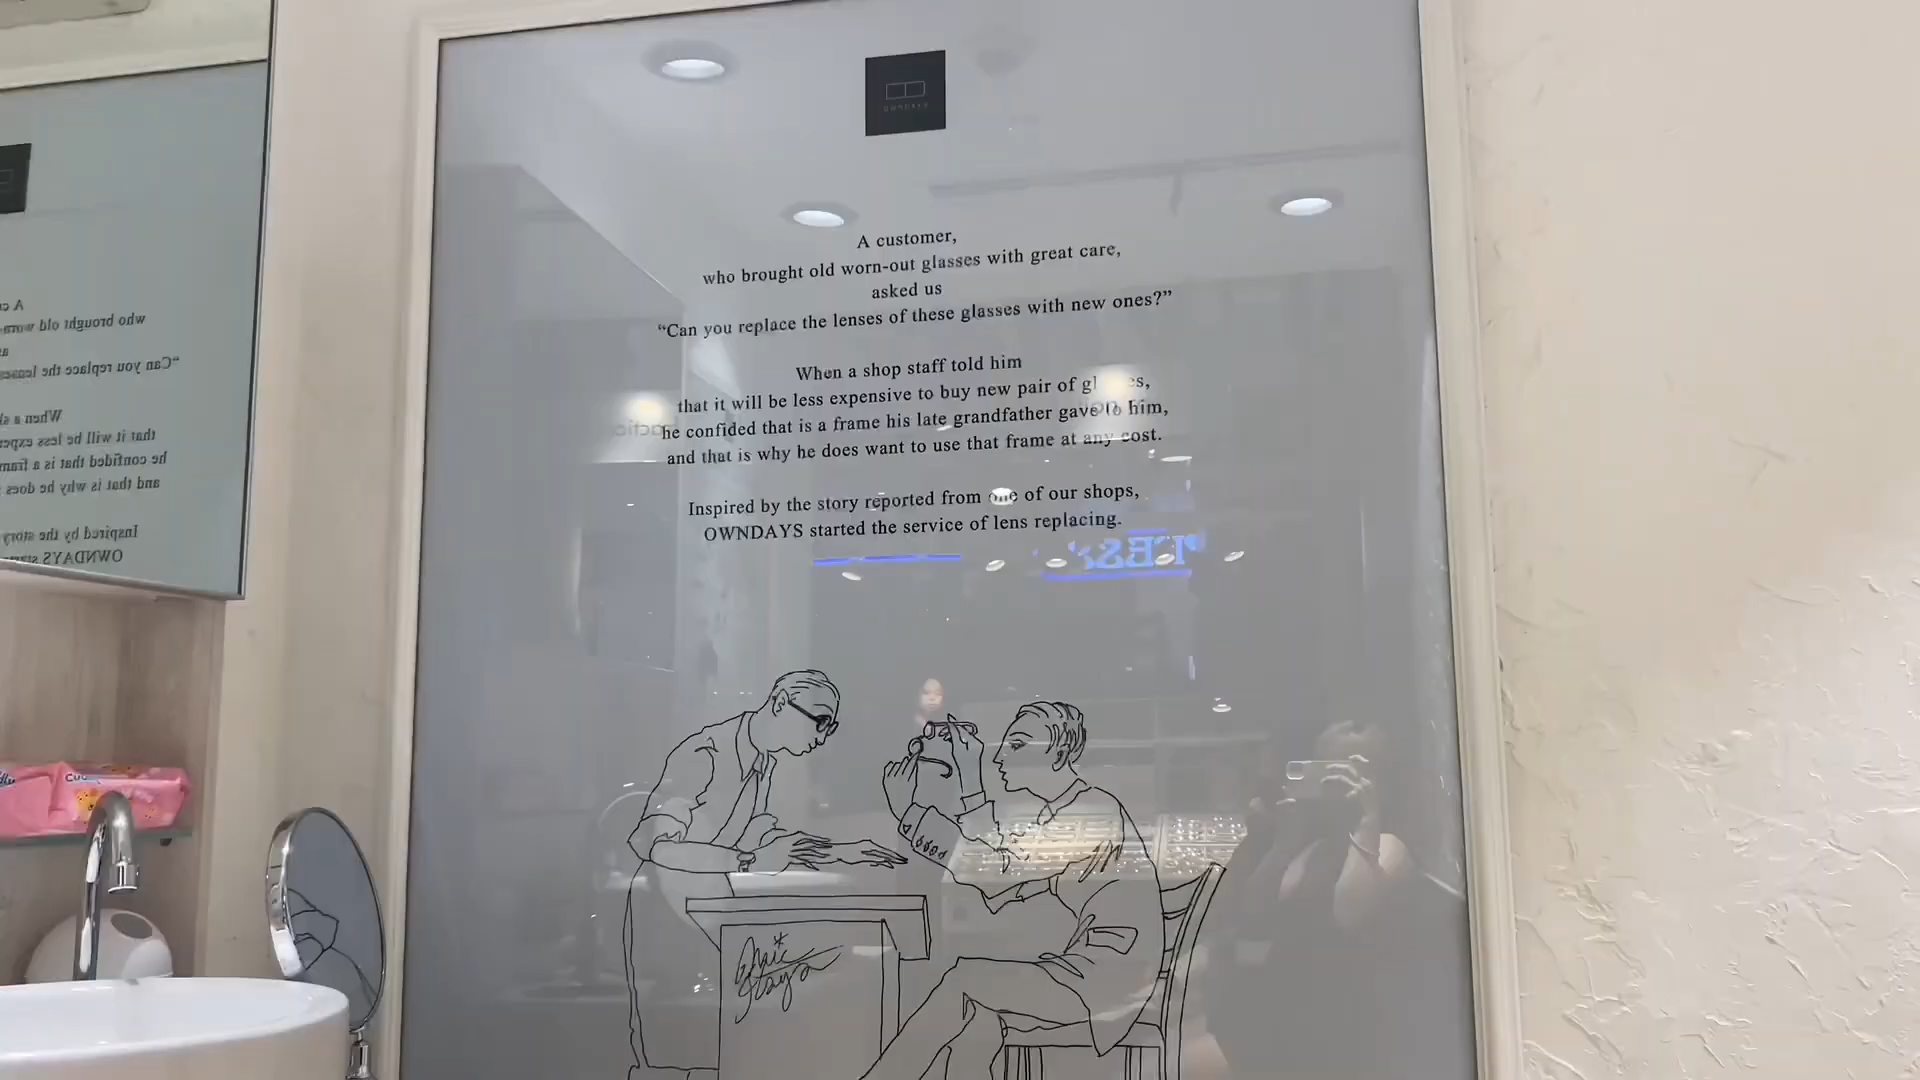 OWNDAYS
A customer,
who brought old worn-out glasses with great care,
asked us
“Can you replace the lenses of these glasses with new ones?”
When a shop staff told him
that it will be less expensive to buy new pair of glasses,
he confided that is a frame his late grandfather gave to him,
and that is why he does want to use that frame at any cost.
Inspired by the story reported from one of our shops,
OWNDAYS started the service of lens replacing.